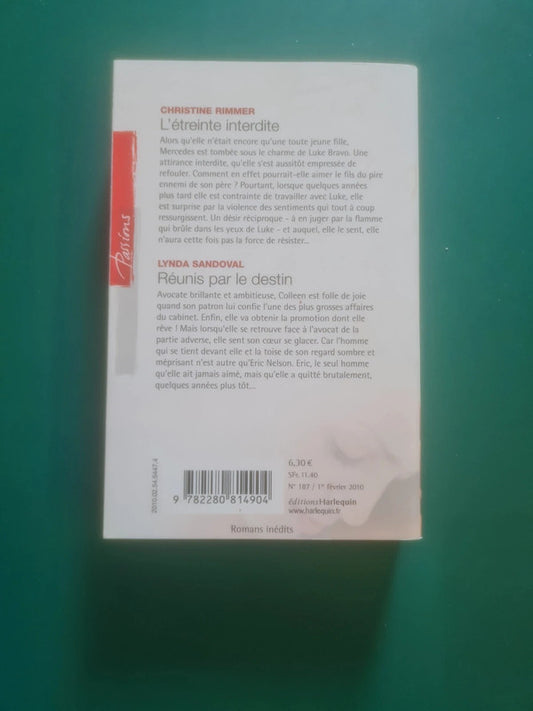 CHRISTINE RIMMER
L'étreinte interdite
Alors qu'elle n'était encore qu'une toute jeune fille,
Mercedes est tombée sous le charme de Luke Bravo. Une
attirance interdite, qu'elle s'est aussitôt empressée de
refouler. Comment en effet pourrait-elle aimer le fils du pire
ennemi de son père ? Pourtant, lorsque quelques années
plus tard elle est contrainte de travailler avec Luke, elle
est surprise par la violence des sentiments qui tout à coup
ressurgissent. Un désir réciproque - à en juger par la flamme
qui brûle dans les yeux de Luke - et auquel, elle le sent, elle
n'aura cette fois pas la force de résister...
Passions
LYNDA SANDOVAL
Réunis par le destin
Avocate brillante et ambitieuse, Colleen est folle de joie
quand son patron lui confie l'une des plus grosses affaires
du cabinet. Enfin, elle va obtenir la promotion dont elle
rêve ! Mais lorsqu'elle se retrouve face à l'avocat de la
partie adverse, elle sent son cœur se glacer. Car l'homme
qui se tient devant elle et la toise de son regard sombre et
méprisant n'est autre qu'Eric Nelson. Eric, le seul homme
qu'elle ait jamais aimé, mais qu'elle a quitté brutalement,
quelques années plus tôt...
2010.02.54.5447.4
9 782280 814904
6,30 €
SFr. 11.40
N° 187 / 1er février 2010
éditionsHarlequin
www.harlequin.fr
Romans inédits